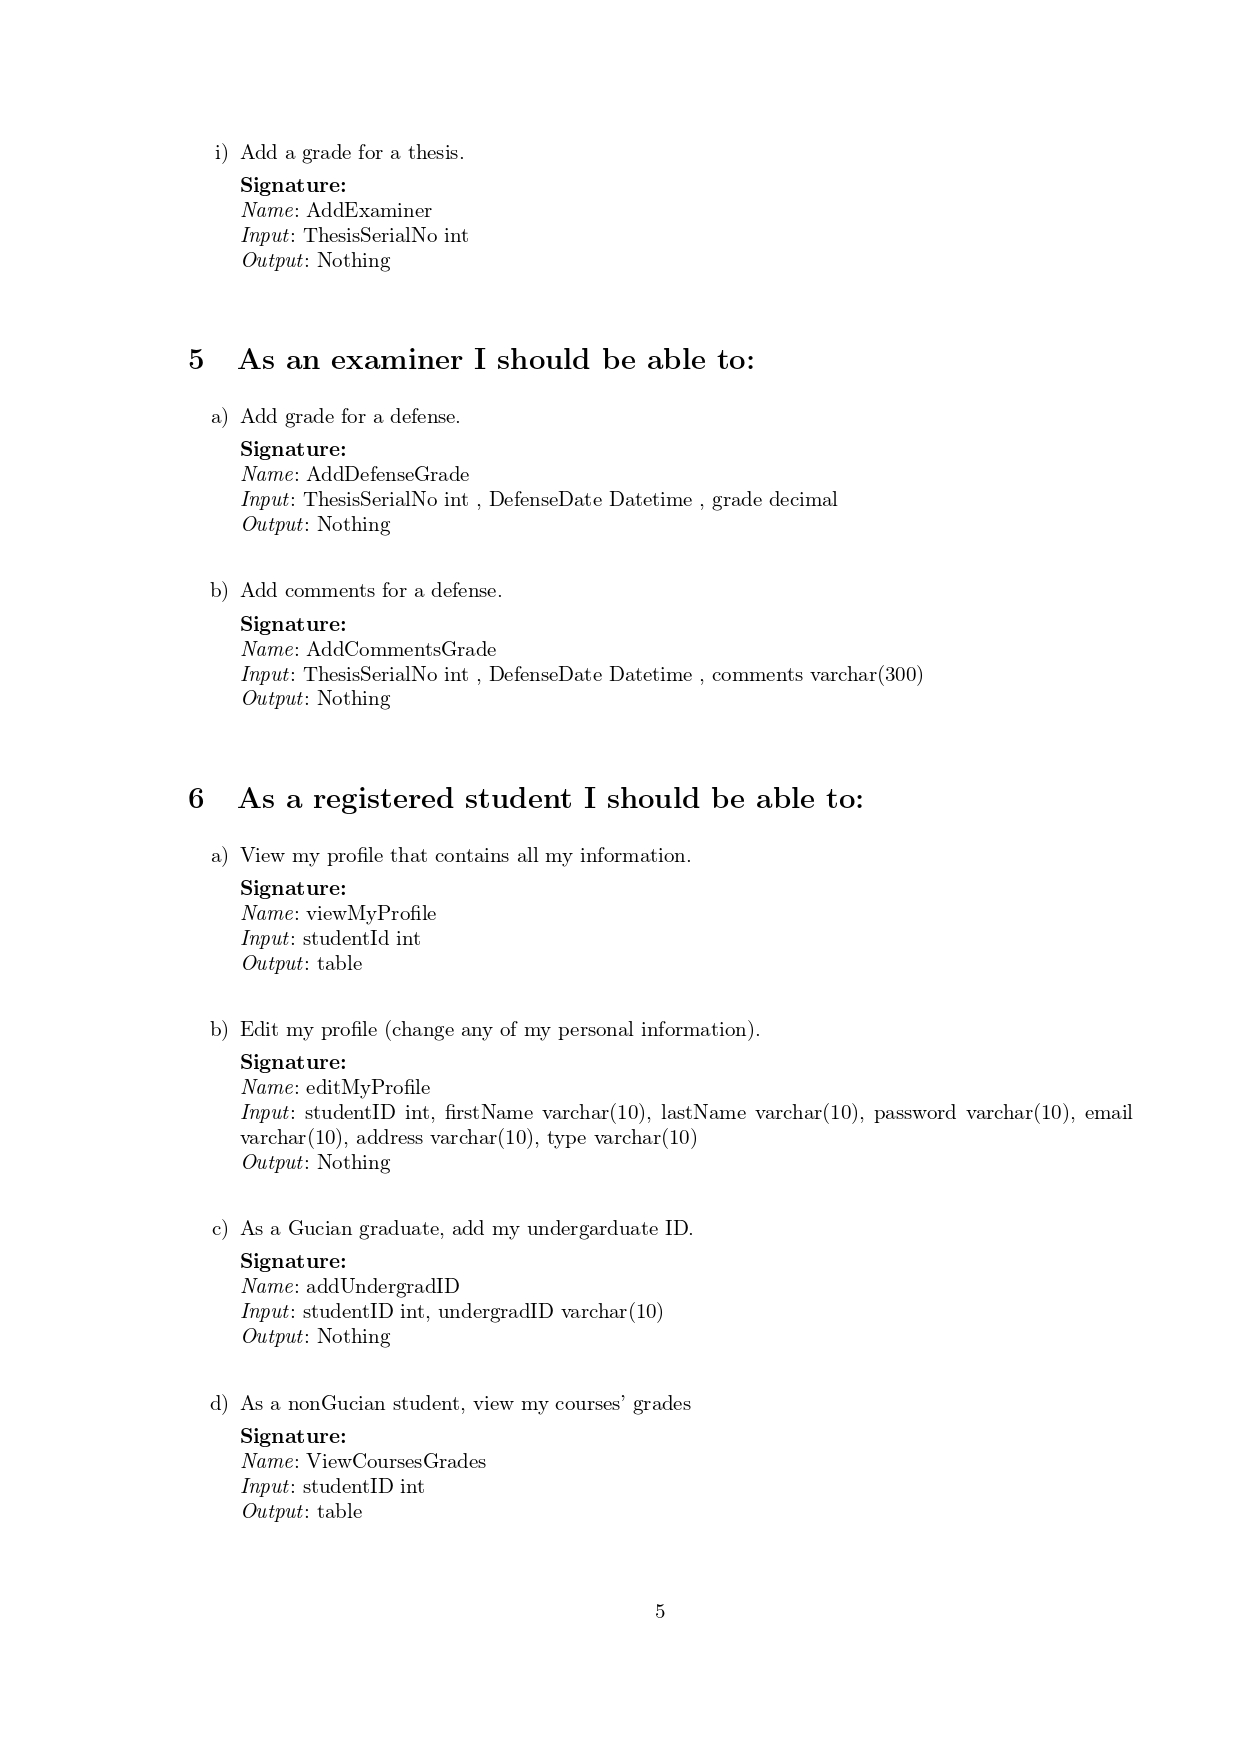 i) Add a grade for a thesis.
Signature:
Name: AddExaminer
Input: ThesisSerialNo int
Output: Nothing
5 As an examiner I should be able to:
a) Add grade for a defense.
Signature:
Name: AddDefenseGrade
Input: ThesisSerialNo int , DefenseDate Datetime , grade decimal
Output: Nothing
b) Add comments for a defense.
Signature:
Name: AddCommentsGrade
Input: ThesisSerialNo int , DefenseDate Datetime , comments varchar(300)
Output: Nothing
6 As a registered student I should be able to:
a) View my profile that contains all my information.
Signature:
Name: viewMyProfile
Input: studentId int
Output: table
b) Edit my profile (change any of my personal information).
Signature:
Name: editMyProfile
Input: studentID int, firstName varchar(10), lastName varchar(10), password varchar(10), email
varchar(10), address varchar(10), type varchar(10)
Output: Nothing
c) As a Gucian graduate, add my undergarduate ID.
Signature:
Name: addUndergradID
Input: studentID int, undergradID varchar(10)
Output: Nothing
d) As a nonGucian student, view my courses’ grades
Signature:
Name: ViewCoursesGrades
Input: studentID int
Output: table
5